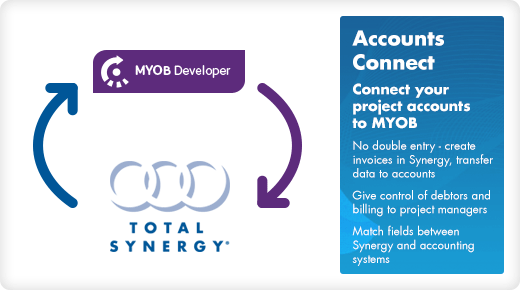 MYOB Developer
TOTAL
SYNERGY®
Accounts
Connect
Connect your
project accounts
to MYOB
No double entry - create
invoices in Synergy, transfer
data to accounts
Give control of debtors and
billing to project managers
Match fields between
Synergy and accounting
systems